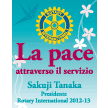 La pace
attraverso il servizio
Sakuji Tanaka
Presidente
Rotary International 2012-13